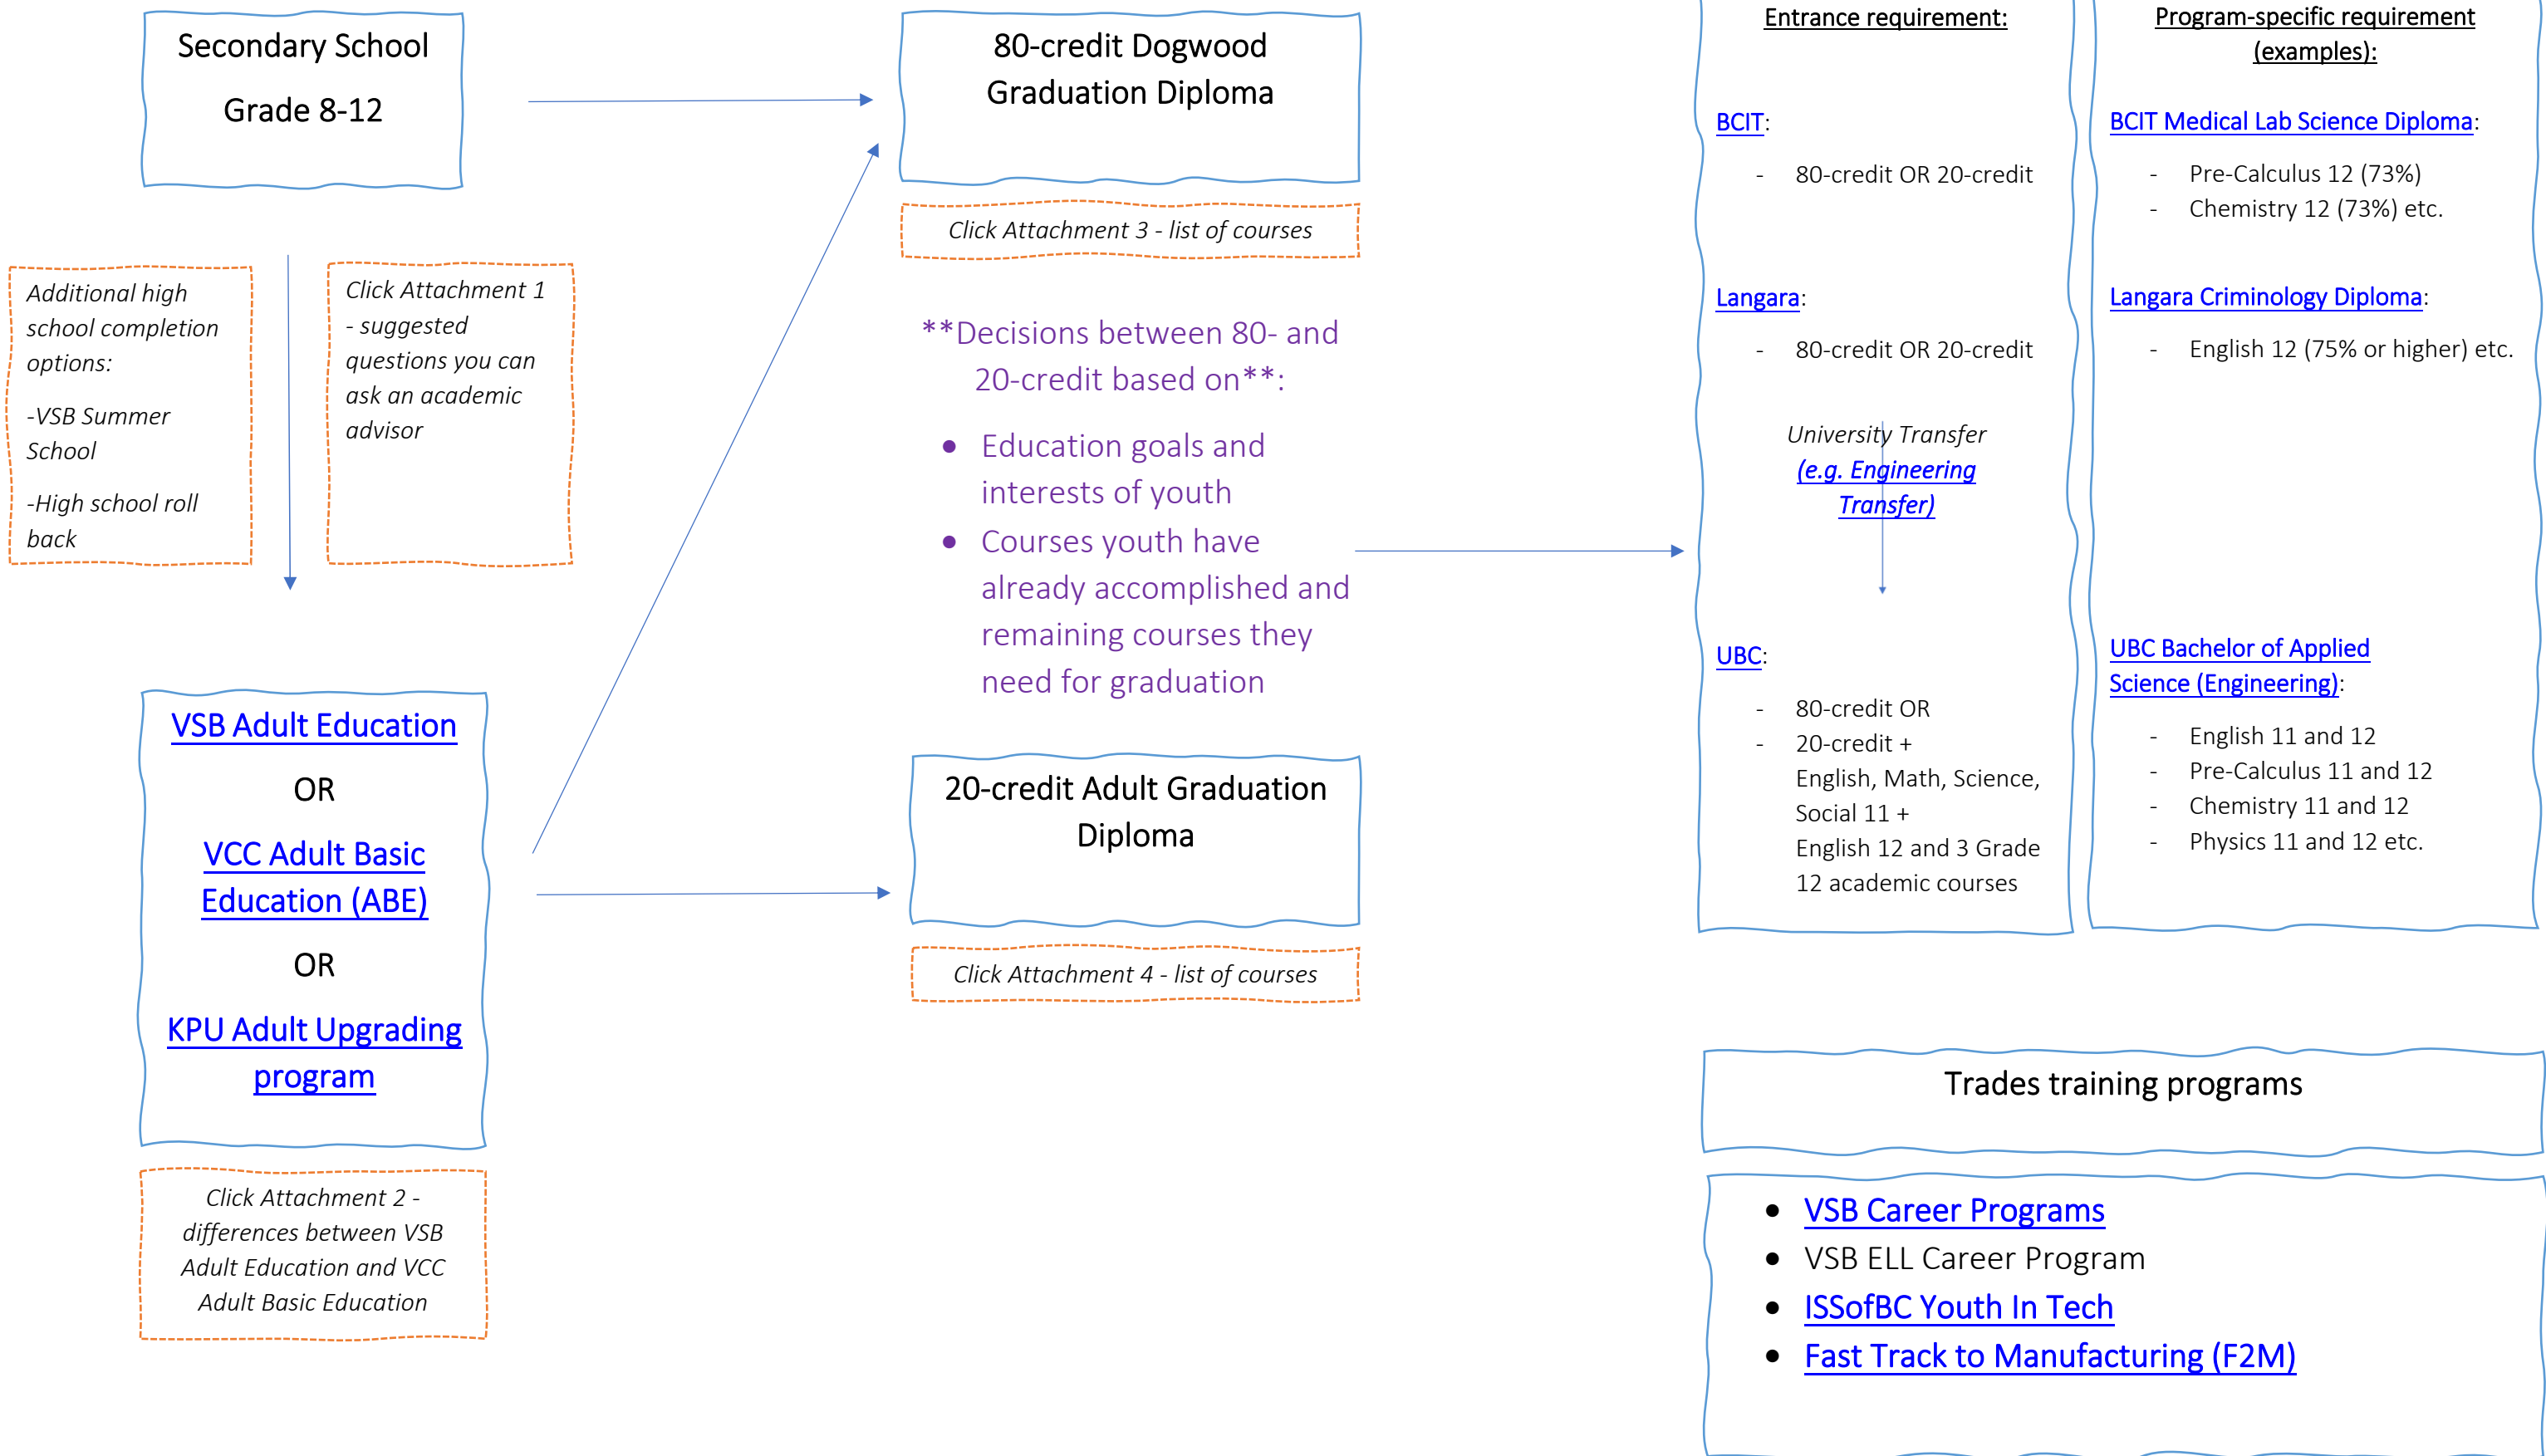 Secondary School
Grade 8-12
Additional high
school completion
options:
-VSB Summer
School
-High school roll
back
Click Attachment 1
- suggested
questions you can
ask an academic
advisor
VSB Adult Education
OR
VCC Adult Basic
Education (ABE)
OR
KPU Adult Upgrading
program
Click Attachment 2 -
differences between VSB
Adult Education and VCC
Adult Basic Education
80-credit Dogwood
Graduation Diploma
Click Attachment 3 - list of courses
**Decisions between 80- and
20-credit based on**:
• Education goals and
interests of youth
• Courses youth have
already accomplished and
remaining courses they
need for graduation
20-credit Adult Graduation
Diploma
Click Attachment 4 - list of courses
Entrance requirement:
BCIT:
- 80-credit OR 20-credit
Langara:
- 80-credit OR 20-credit
University Transfer
(e.g. Engineering
Transfer)
UBC:
- 80-credit OR
- 20-credit +
English, Math, Science,
Social 11 +
English 12 and 3 Grade
12 academic courses
Program-specific requirement
(examples):
BCIT Medical Lab Science Diploma:
- Pre-Calculus 12 (73%)
- Chemistry 12 (73%) etc.
Langara Criminology Diploma:
- English 12 (75% or higher) etc.
UBC Bachelor of Applied
Science (Engineering):
- English 11 and 12
- Pre-Calculus 11 and 12
- Chemistry 11 and 12
- Physics 11 and 12 etc.
Trades training programs
• VSB Career Programs
• VSB ELL Career Program
• ISSofBC Youth In Tech
• Fast Track to Manufacturing (F2M)